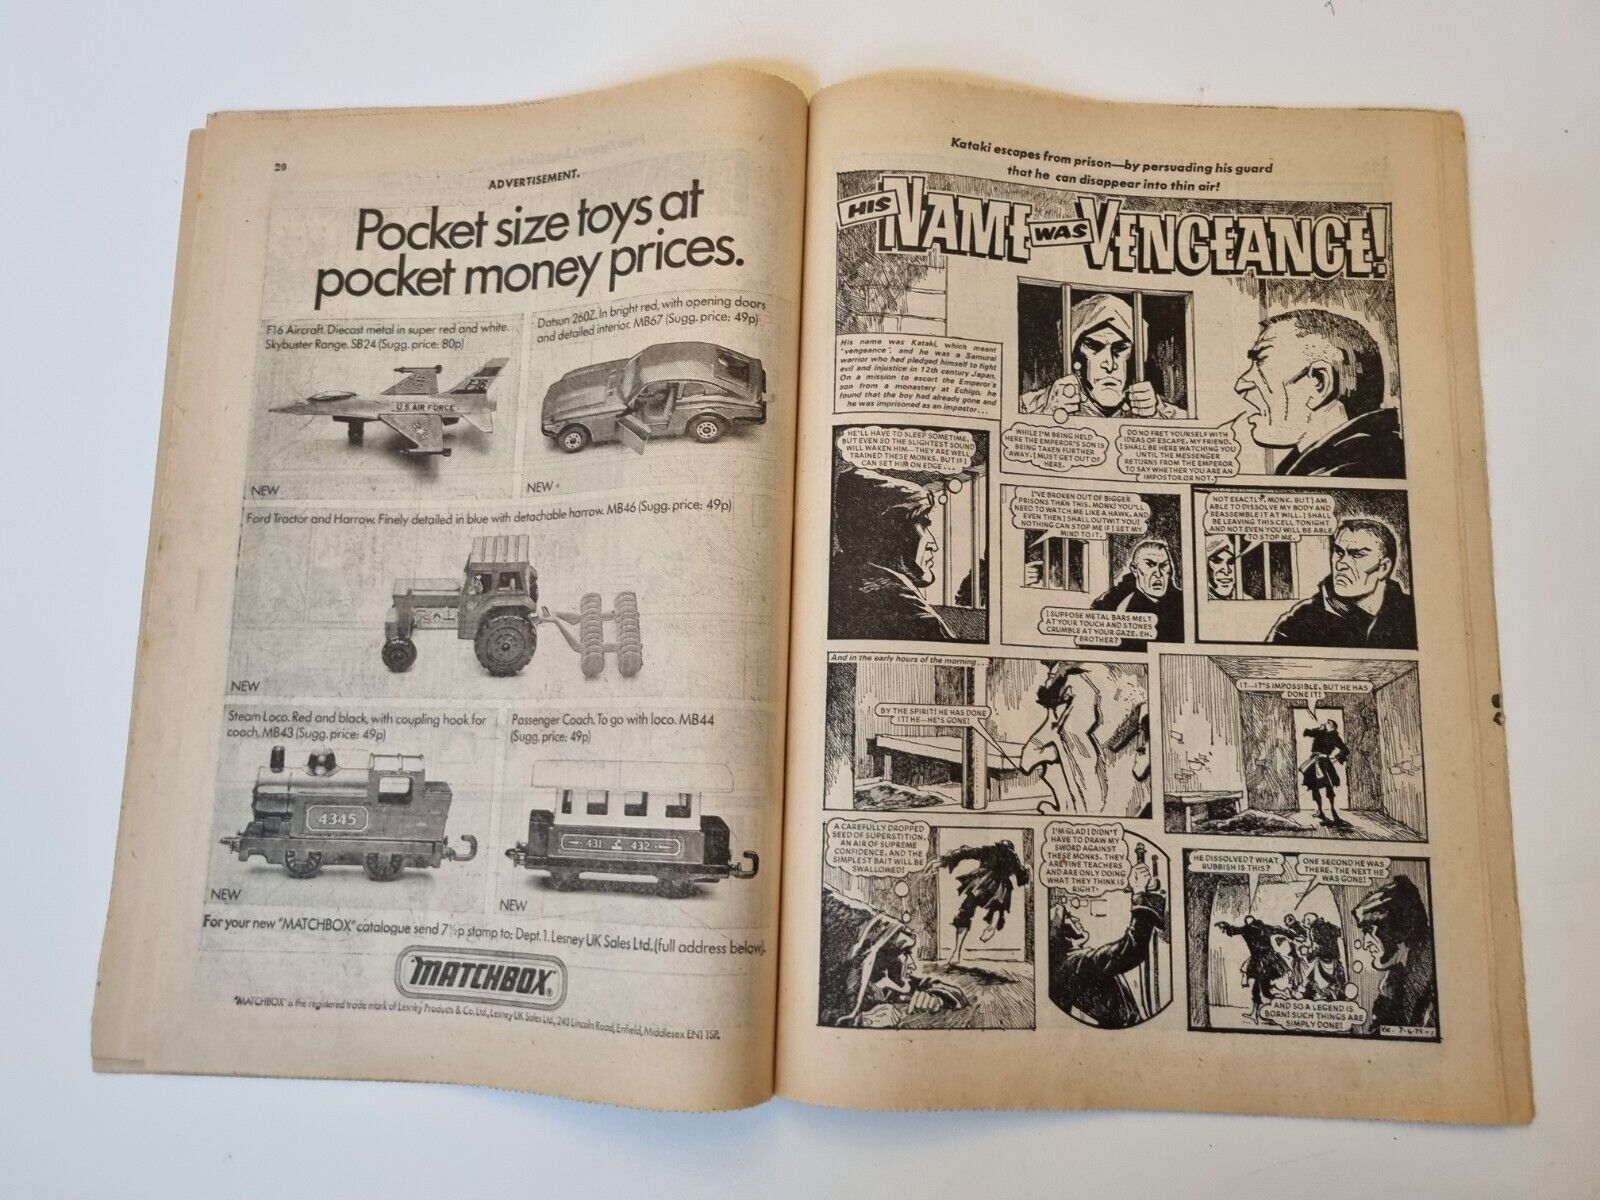 20
ADVERTISEMENT.
Pocket size toys at
pocket money prices.
F16 Aircraft. Diecast metal in super red and white.
Skybuster Range. SB24 (Sugg. price: 80p)
Datsun 260Z. In bright red, with opening doors
and detailed interior. MB67 (Sugg. price: 49p)
U.S. AIR FORCE
F-16
NEW
NEW
Ford Tractor and Harrow. Finely detailed in blue with detachable harrow. MB46 (Sugg. price: 49p)
NEW
Steam Loco. Red and black, with coupling hook for
coach. MB43 (Sugg. price: 49p)
Passenger Coach. To go with loco. MB44
(Sugg. price: 49p)
4345
431 432
NEW
NEW
For your new "MATCHBOX" catalogue send 7½p stamp to: Dept. 1. Lesney UK Sales Ltd. (full address below).
"MATCHBOX"®
"MATCHBOX" is the registered trade mark of Lesney Products & Co. Ltd., Lesney UK Sales Ltd., 240 Lincoln Road, Enfield, Middlesex EN1 1SP.
Kataki escapes from prison—by persuading his guard
that he can disappear into thin air!
HIS NAME WAS VENGEANCE!
His name was Kataki, which meant
'vengeance', and he was a Samurai
warrior who had pledged himself to fight
evil and injustice in 12th century Japan.
On a mission to escort the Emperor's
son from a monastery at Echigo, he
found that the boy had already gone and
he was imprisoned as an impostor...
WHILE I'M BEING HELD
HERE THE EMPEROR'S SON IS
BEING TAKEN FURTHER
AWAY. I MUST GET OUT OF
HERE.
DO NO FRET YOURSELF WITH
IDEAS OF ESCAPE, MY FRIEND.
I SHALL BE HERE WATCHING YOU
UNTIL THE MESSENGER
RETURNS FROM THE EMPEROR
TO SAY WHETHER YOU ARE AN
IMPOSTOR OR NOT.
HE'LL HAVE TO SLEEP SOMETIME,
BUT EVEN SO THE SLIGHTEST SOUND
WILL WAKEN HIM—THEY ARE WELL
TRAINED THESE MONKS. BUT IF I
CAN SET HIM ON EDGE...
I'VE BROKEN OUT OF BIGGER
PRISONS THAN THIS, MONK! YOU'LL
NEED TO WATCH ME LIKE A HAWK, AND
EVEN THEN I SHALL OUTWIT YOU!
NOTHING CAN STOP ME IF I SET MY
MIND TO IT.
I SUPPOSE METAL BARS MELT
AT YOUR TOUCH AND STONES
CRUMBLE AT YOUR GAZE, EH,
BROTHER?
NOT EXACTLY, MONK. BUT I AM
ABLE TO DISSOLVE MY BODY AND
REASSEMBLE IT AT WILL. I SHALL
BE LEAVING THIS CELL TONIGHT
AND NOT EVEN YOU WILL BE ABLE
TO STOP ME.
And in the early hours of the morning...
BY THE SPIRIT! HE HAS DONE
IT! HE—HE'S GONE!
IT—IT'S IMPOSSIBLE, BUT HE HAS
DONE IT!
A CAREFULLY DROPPED
SEED OF SUPERSTITION,
AN AIR OF SUPREME
CONFIDENCE, AND THE
SIMPLEST BAIT WILL BE
SWALLOWED!
I'M GLAD I DIDN'T
HAVE TO DRAW MY
SWORD AGAINST
THESE MONKS. THEY
ARE FINE TEACHERS
AND ARE ONLY DOING
WHAT THEY THINK IS
RIGHT.
HE DISSOLVED? WHAT
RUBBISH IS THIS?
ONE SECOND HE WAS
THERE, THE NEXT HE
WAS GONE!
AND SO A LEGEND IS
BORN! SUCH THINGS ARE
SIMPLY DONE!